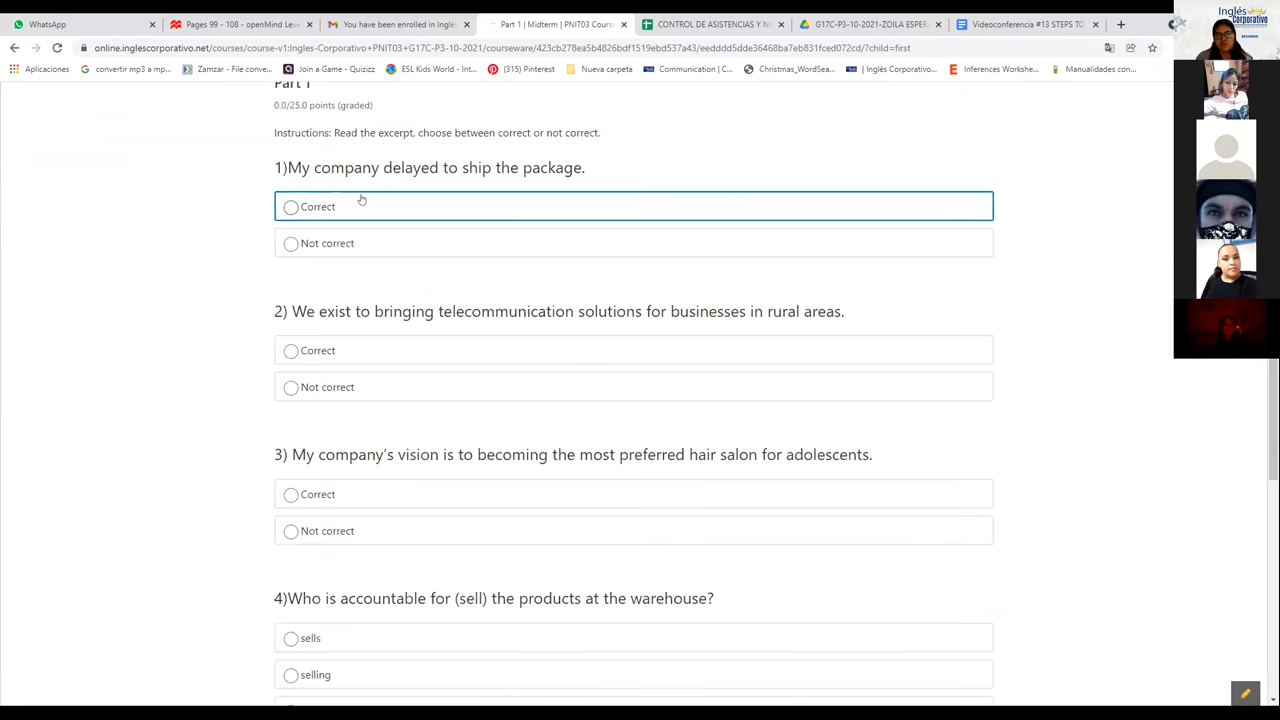 WhatsApp
Pages 99 - 108 - openMind Leve
You have been enrolled in Inglés
Part 1 | Midterm | PNIT03 Course
CONTROL DE ASISTENCIAS Y N
G17C-P3-10-2021-ZOILA ESPER
Videoconferencia #13 STEPS TO
online.inglescorporativo.net/courses/course-v1:Ingles-Corporativo+PNIT03+G17C-P3-10-2021/courseware/423cb278ea5b4826bdf1519ebd537a43/eedddd5dde36468ba7eb831fced072cd/?child=first
Aplicaciones
convertir mp3 a mp...
Zamzar - File conve...
Join a Game - Quizizz
ESL Kids World - Int...
(315) Pinterest
Nueva carpeta
Communication | C...
Christmas_WordSea...
| Inglés Corporativo...
Inferences Workshe...
Manualidades con...
Inglés
Corporativo
Part 1
0.0/25.0 points (graded)
Instructions: Read the excerpt, choose between correct or not correct.
1)My company delayed to ship the package.
Correct
Not correct
2) We exist to bringing telecommunication solutions for businesses in rural areas.
Correct
Not correct
3) My company’s vision is to becoming the most preferred hair salon for adolescents.
Correct
Not correct
4)Who is accountable for (sell) the products at the warehouse?
sells
selling